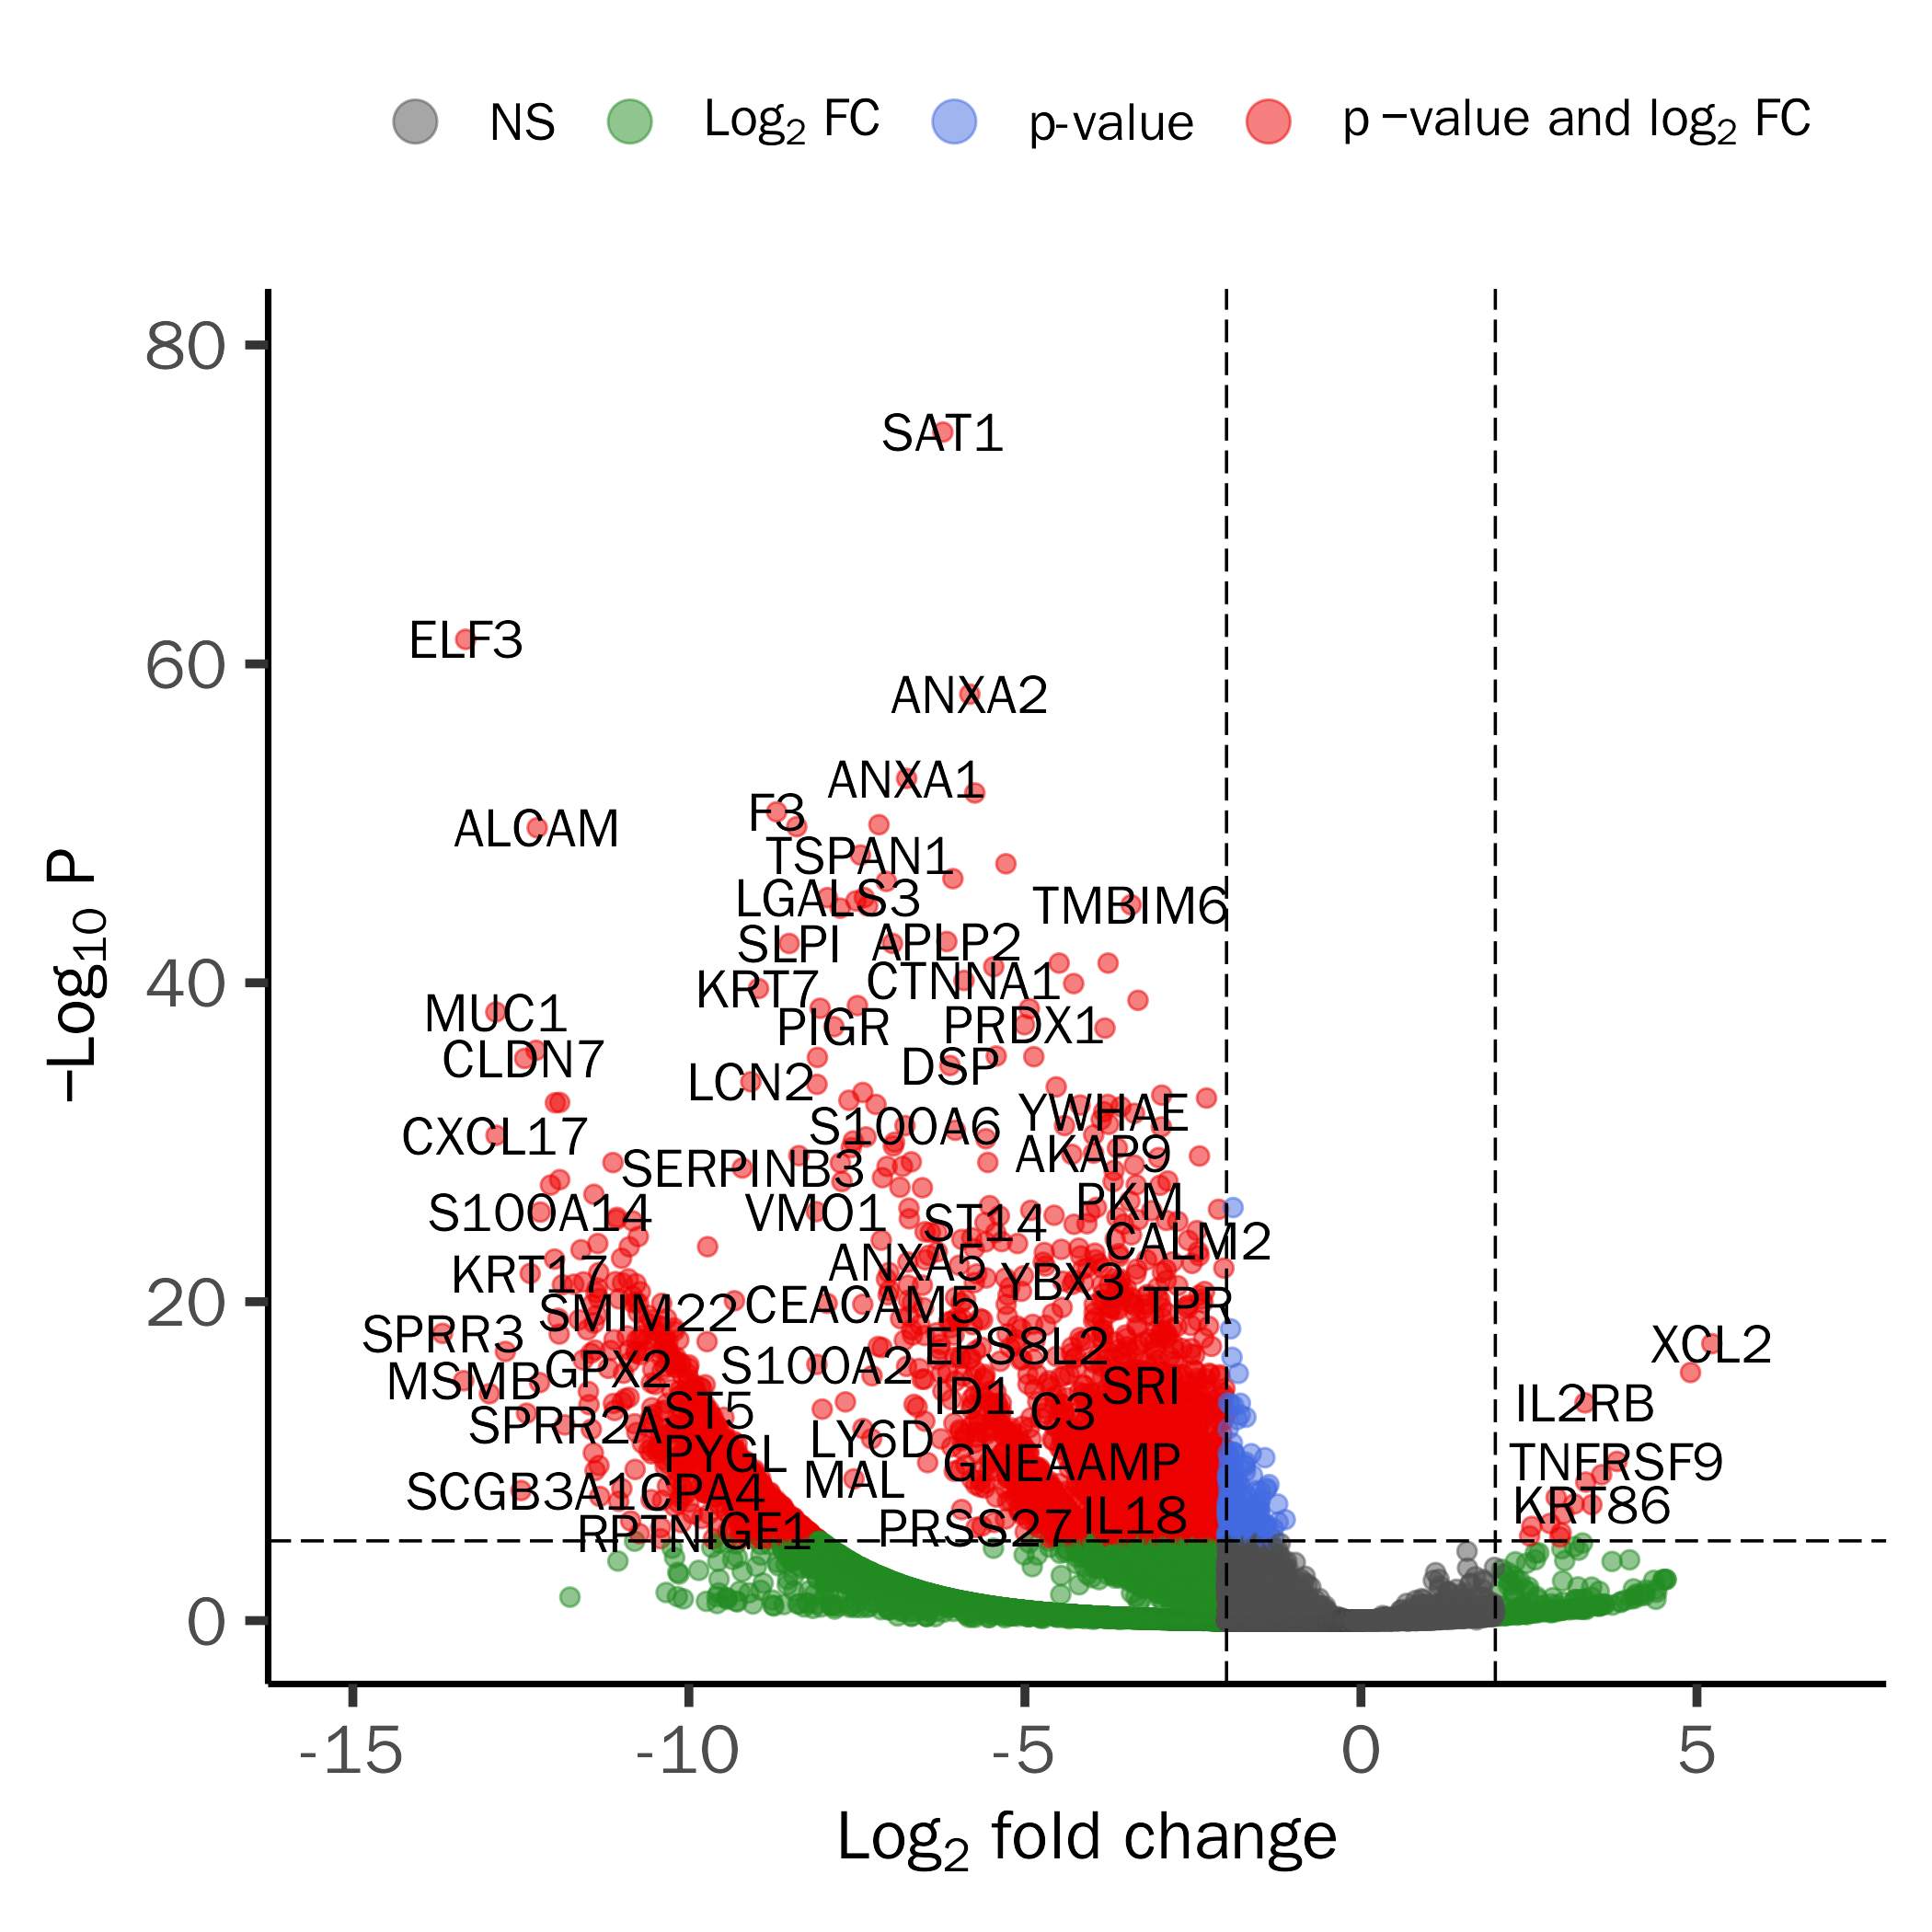 NS Log2 FC p-value p −value and log2 FC
80
SAT1
ELF3
60
ANXA2
ANXA1
F3
ALCAM
TSPAN1
LGALS3
TMBIM6
SLPI APLP2
−Log10 P
40
KRT7 CTNNA1
MUC1
PIGR PRDX1
CLDN7
DSP
LCN2
S100A6 YWHAE
CXCL17
SERPINB3 AKAP9
PKM
S100A14 VMO1 ST14
CALM2
KRT17 ANXA5 YBX3
20
SMIM22 CEACAM5 TPR
SPRR3 EPS8L2 XCL2
MSMB GPX2 S100A2 SRI
ID1 IL2RB
ST5 C3
SPRR2A LY6D
PYGL GNEAAMP TNFRSF9
SCGB3A1 CPA4 MAL KRT86
RPTN IGF1 PRSS27 IL18
0
-15 -10 -5 0 5
Log2 fold change